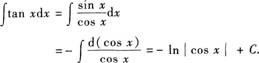 ∫tan xdx = ∫ sin x / cos x dx
= − ∫ d(cos x) / cos x = − ln | cos x | + C.